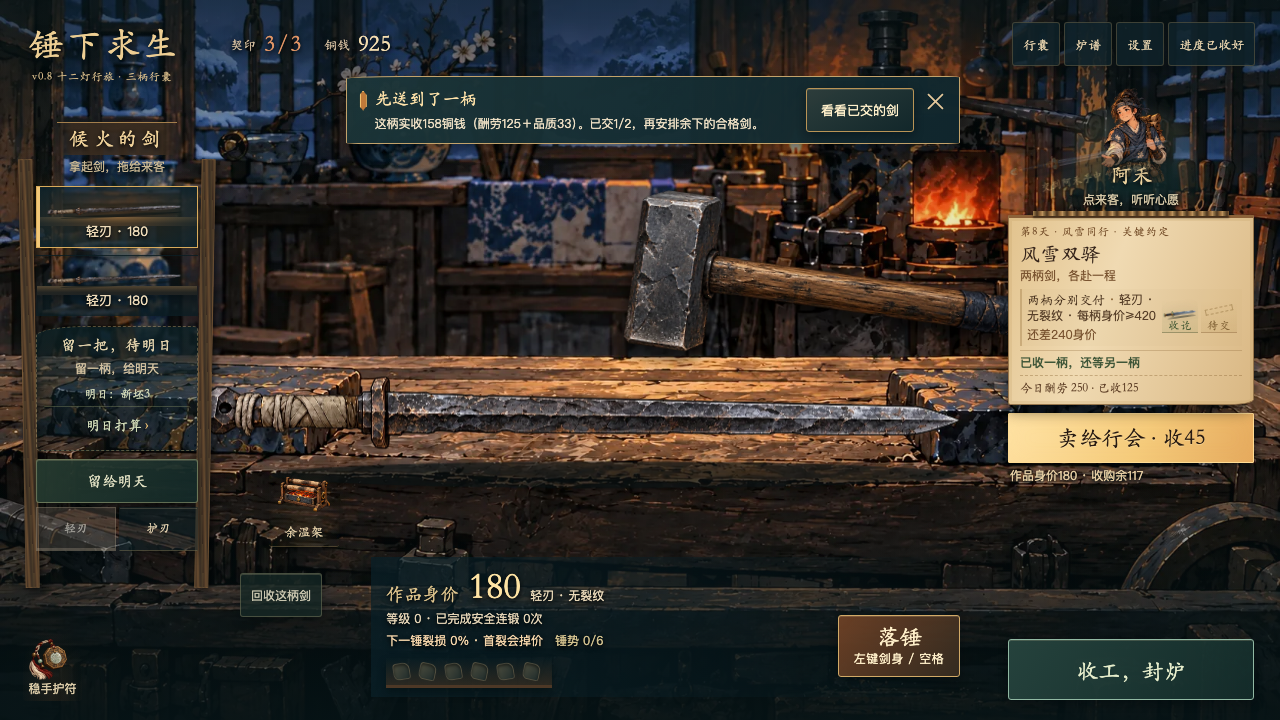 锤下求生
v0.8 十二灯行旅 · 三柄行囊
契印 3/3 铜钱 925
行囊
炉谱
设置
进度已收好
先送到了一柄
这柄实收158铜钱（酬劳125＋品质33）。已交1/2，再安排余下的合格剑。
看看已交的剑
候火的剑
拿起剑，拖给来客
轻刃 · 180
轻刃 · 180
留一把，待明日
留一柄，给明天
明日：新坯3
明日打算›
留给明天
轻刃
护刃
稳手护符
余温架
回收这柄剑
作品身价 180 轻刃 · 无裂纹
等级 0 · 已完成安全连锻 0次
下一锤裂损 0% · 首裂会掉价 锤势 0/6
落锤
左键剑身 / 空格
阿禾
点来客，听听心愿
第8天 · 风雪同行 · 关键约定
风雪双驿
两柄剑，各赴一程
两柄分别交付 · 轻刃 ·
无裂纹 · 每柄身价≥420
还差240身价
收讫
待交
已收一柄，还等另一柄
今日酬劳 250 · 已收125
卖给行会 · 收45
作品身价180 · 收购余117
收工，封炉